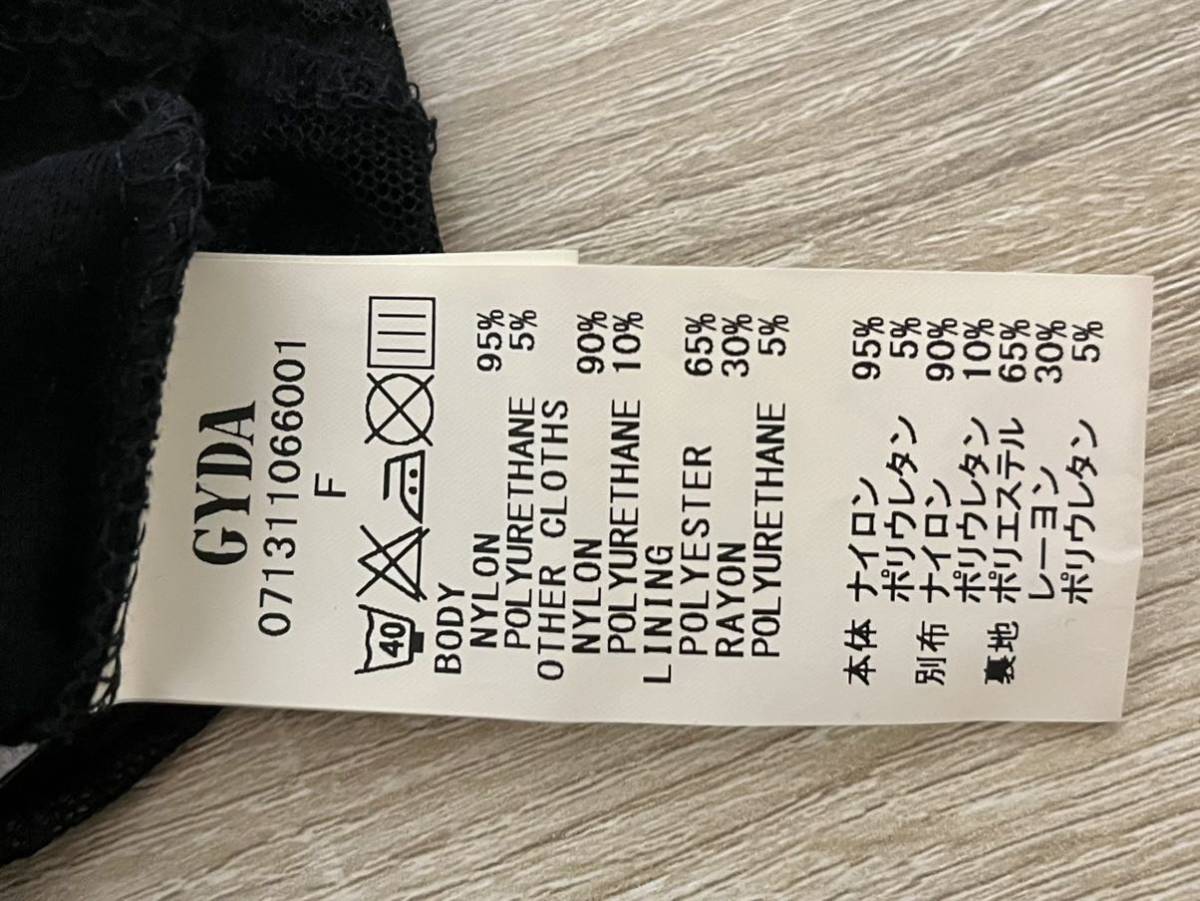 GYDA
071311066001
F
40
BODY
NYLON 95%
POLYURETHANE 5%
OTHER CLOTHS
NYLON 90%
POLYURETHANE 10%
LINING
POLYESTER 65%
RAYON 30%
POLYURETHANE 5%
本体 ナイロン 95%
ポリウレタン 5%
別布 ナイロン 90%
ポリウレタン 10%
裏地 ポリエステル 65%
レーヨン 30%
ポリウレタン 5%